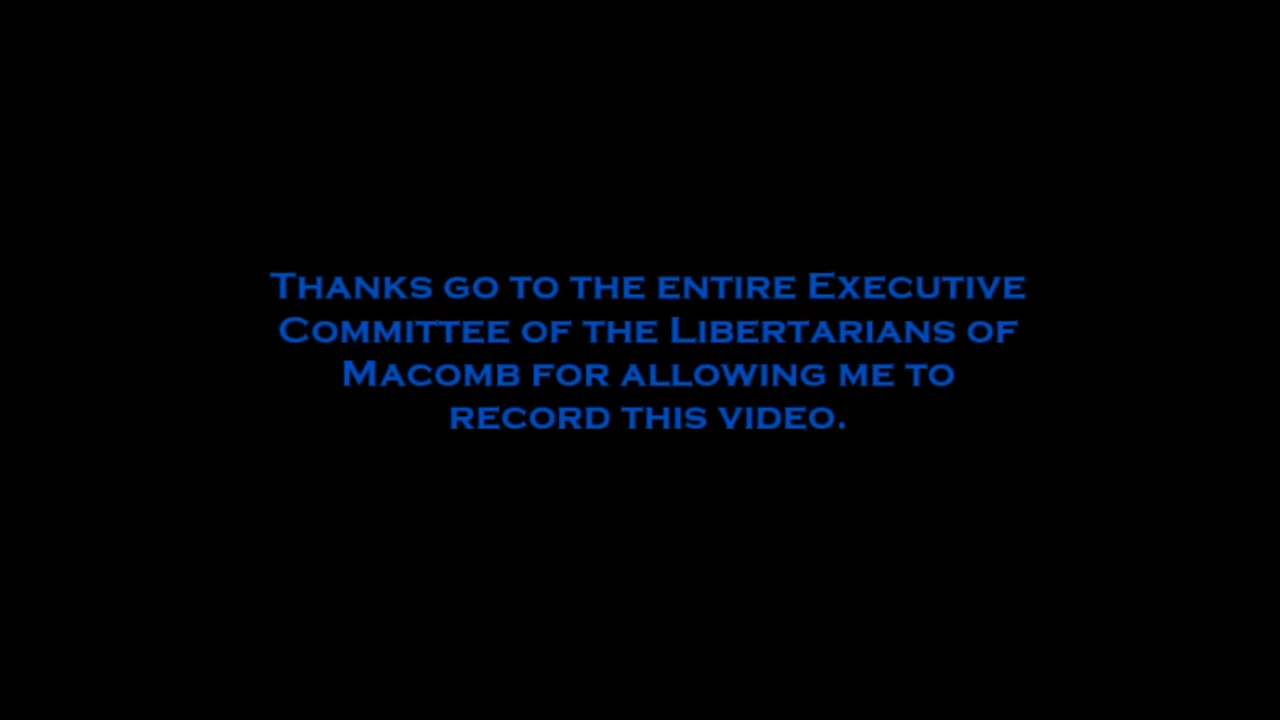 Thanks go to the entire Executive
Committee of the Libertarians of
Macomb for allowing me to
record this video.